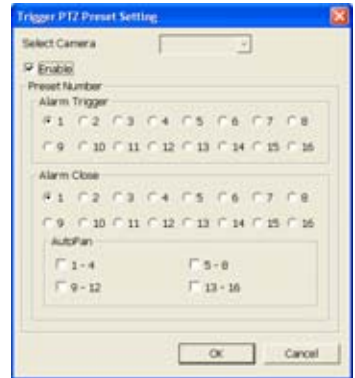 Trigger PTZ Preset Setting
Select Camera
Enable
Preset Number
Alarm Trigger
1 2 3 4 5 6 7 8
9 10 11 12 13 14 15 16
Alarm Close
1 2 3 4 5 6 7 8
9 10 11 12 13 14 15 16
AutoPan
1 - 4 5 - 8
9 - 12 13 - 16
OK Cancel